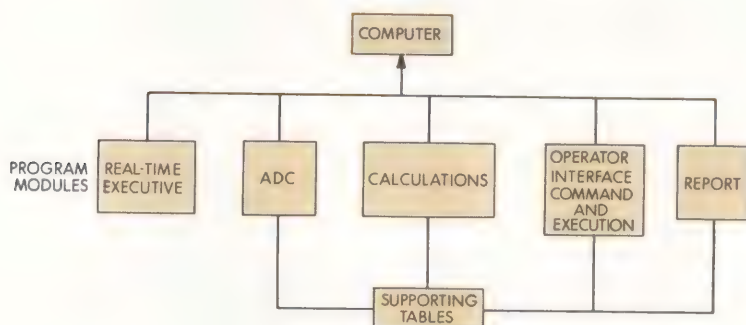 COMPUTER
PROGRAM
MODULES
REAL-TIME
EXECUTIVE
ADC
CALCULATIONS
OPERATOR
INTERFACE
COMMAND
AND
EXECUTION
REPORT
SUPPORTING
TABLES